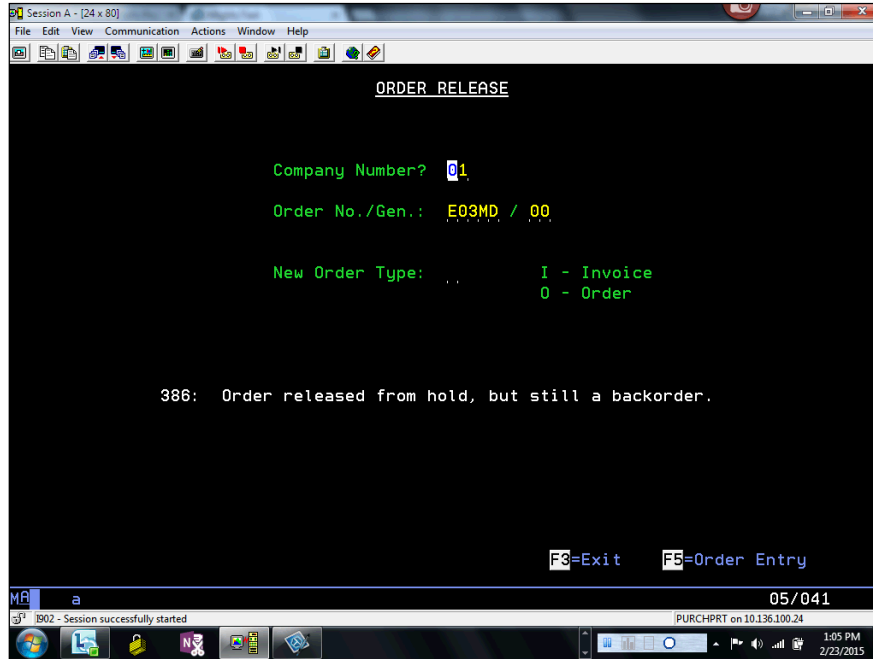 Session A - [24 x 80]
File Edit View Communication Actions Window Help
ORDER RELEASE
Company Number? 01
Order No./Gen.: E03MD / 00
New Order Type: I - Invoice
O - Order
386: Order released from hold, but still a backorder.
F3=Exit F5=Order Entry
MA a 05/041
I902 - Session successfully started PURCHPRT on 10.136.100.24
1:05 PM
2/23/2015